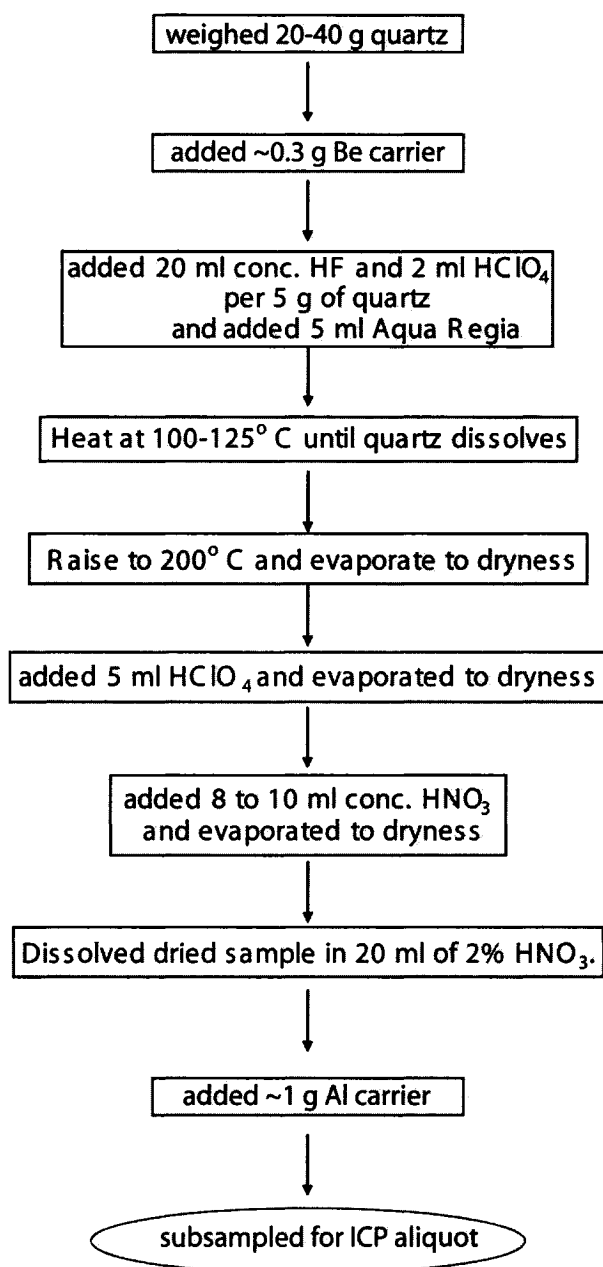 weighed 20-40 g quartz
added ~0.3 g Be carrier
added 20 ml conc. HF and 2 ml HClO₄
per 5 g of quartz
and added 5 ml Aqua Regia
Heat at 100-125° C until quartz dissolves
Raise to 200° C and evaporate to dryness
added 5 ml HClO₄ and evaporated to dryness
added 8 to 10 ml conc. HNO₃
and evaporated to dryness
Dissolved dried sample in 20 ml of 2% HNO₃.
added ~1 g Al carrier
subsampled for ICP aliquot